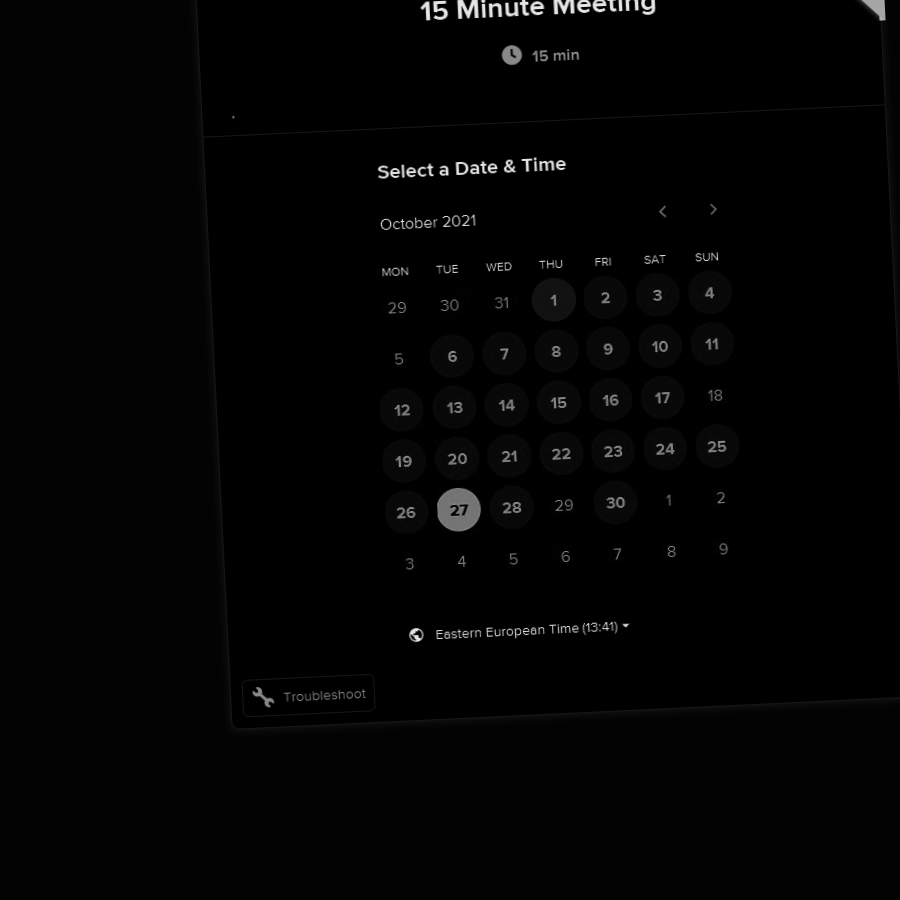 15 Minute Meeting
15 min
Select a Date & Time
October 2021
MON TUE WED THU FRI SAT SUN
29 30 31 1 2 3 4
5 6 7 8 9 10 11
12 13 14 15 16 17 18
19 20 21 22 23 24 25
26 27 28 29 30 1 2
3 4 5 6 7 8 9
Eastern European Time (13:41)
Troubleshoot